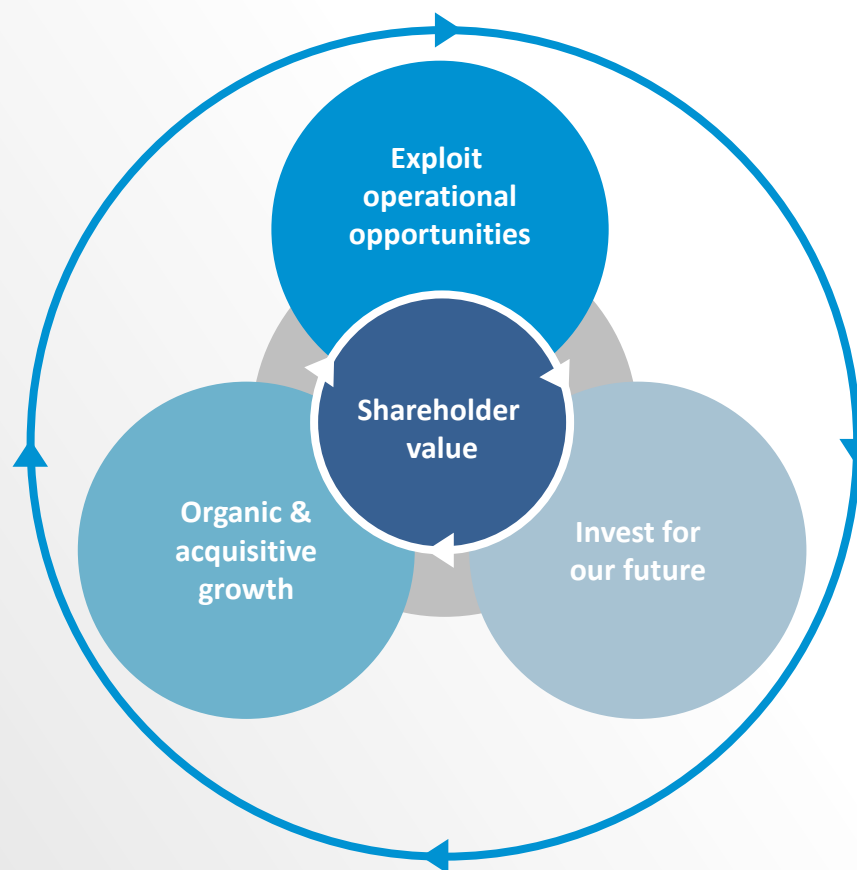 Exploit
operational
opportunities
Shareholder
value
Organic &
acquisitive
growth
Invest for
our future